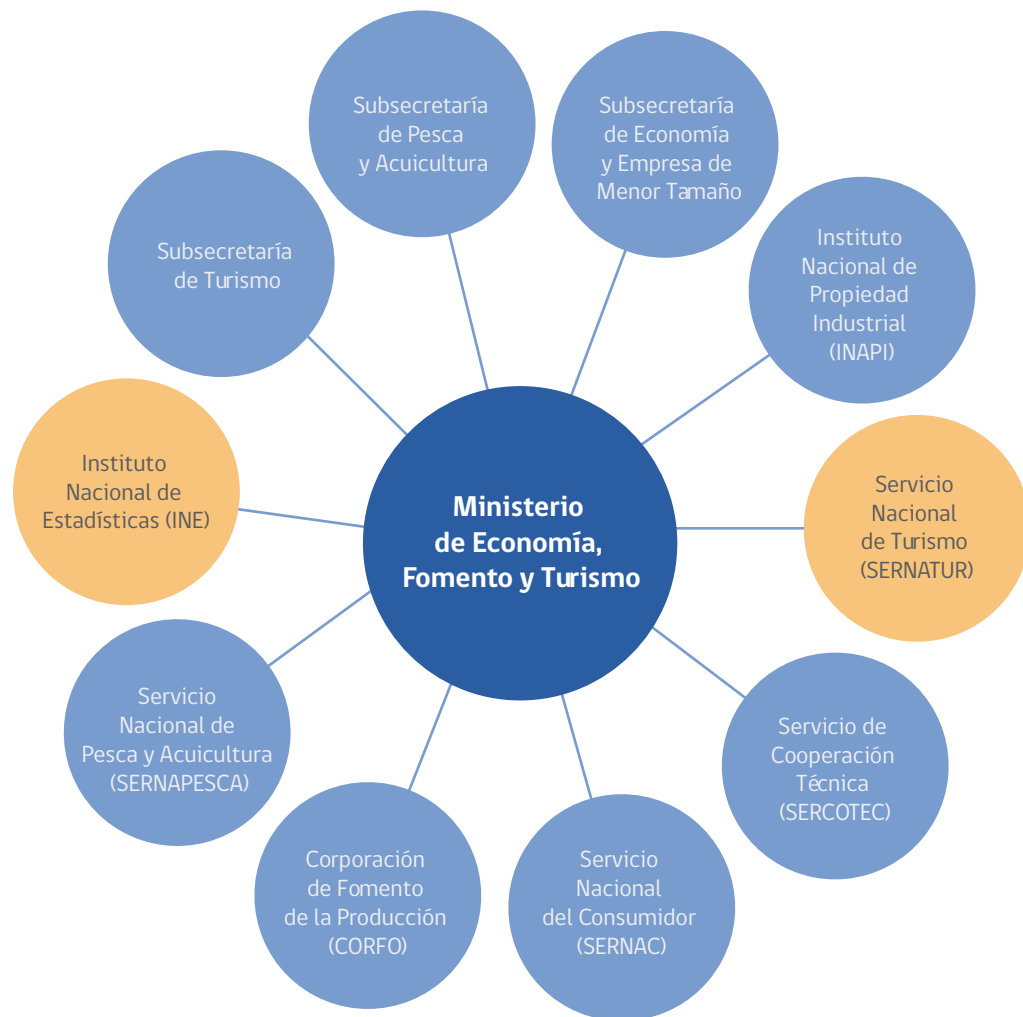 Subsecretaría
de Pesca
y Acuicultura
Subsecretaría
de Economía
y Empresa de
Menor Tamaño
Subsecretaría
de Turismo
Instituto
Nacional de
Propiedad
Industrial
(INAPI)
Instituto
Nacional de
Estadísticas (INE)
Ministerio
de Economía,
Fomento y Turismo
Servicio
Nacional
de Turismo
(SERNATUR)
Servicio
Nacional de
Pesca y Acuicultura
(SERNAPESCA)
Servicio de
Cooperación
Técnica
(SERCOTEC)
Corporación
de Fomento
de la Producción
(CORFO)
Servicio
Nacional
del Consumidor
(SERNAC)